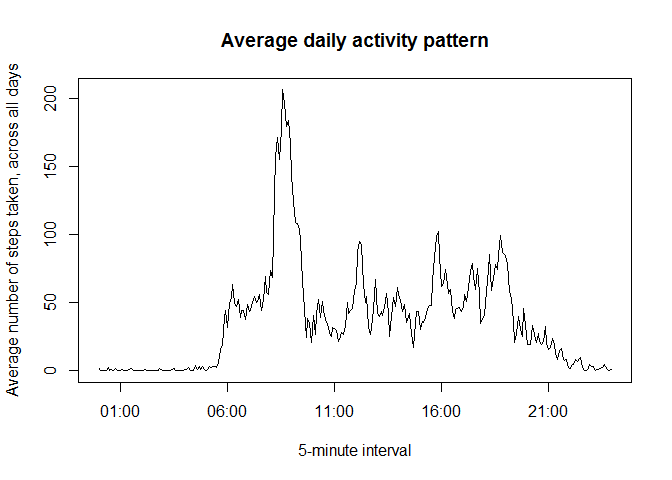 Average daily activity pattern
Average number of steps taken, across all days
200
150
100
50
0
01:00 06:00 11:00 16:00 21:00
5-minute interval